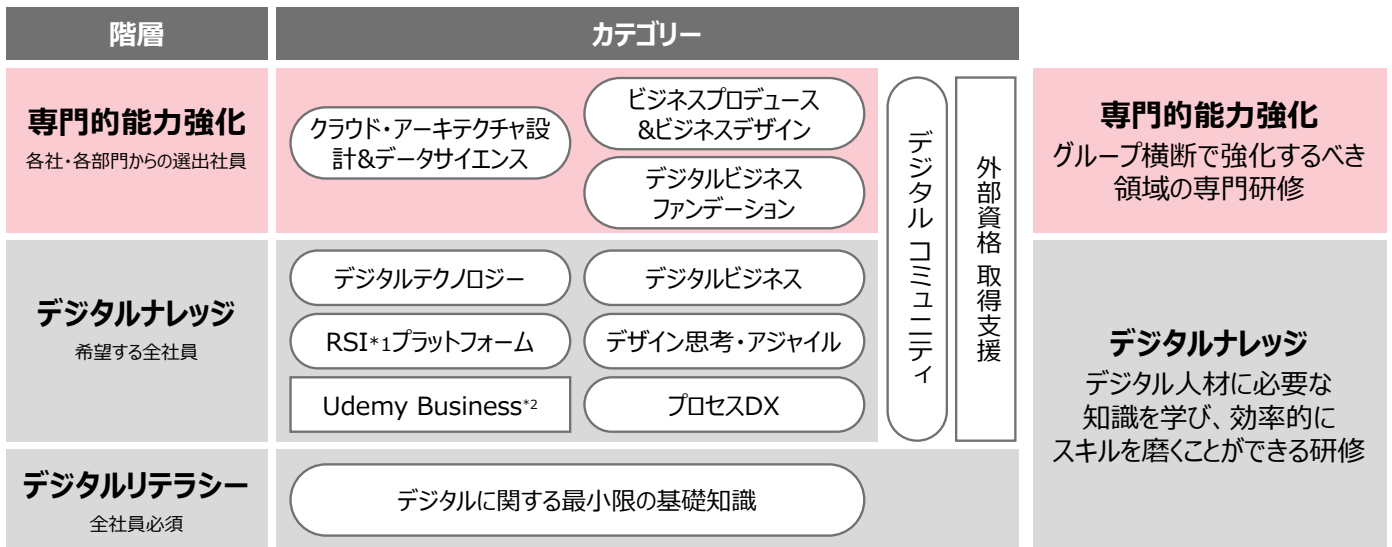 階層
カテゴリー
専門的能力強化
各社・各部門からの選出社員
クラウド・アーキテクチャ設
計&データサイエンス
ビジネスプロデュース
&ビジネスデザイン
デジタルビジネス
ファンデーション
デジタルナレッジ
希望する全社員
デジタルテクノロジー
デジタルビジネス
RSI*1プラットフォーム
デザイン思考・アジャイル
Udemy Business*2
プロセスDX
デジタルリテラシー
全社員必須
デジタルに関する最小限の基礎知識
デジタル コミュニティ
外部資格 取得支援
専門的能力強化
グループ横断で強化するべき
領域の専門研修
デジタルナレッジ
デジタル人材に必要な
知識を学び、効率的に
スキルを磨くことができる研修